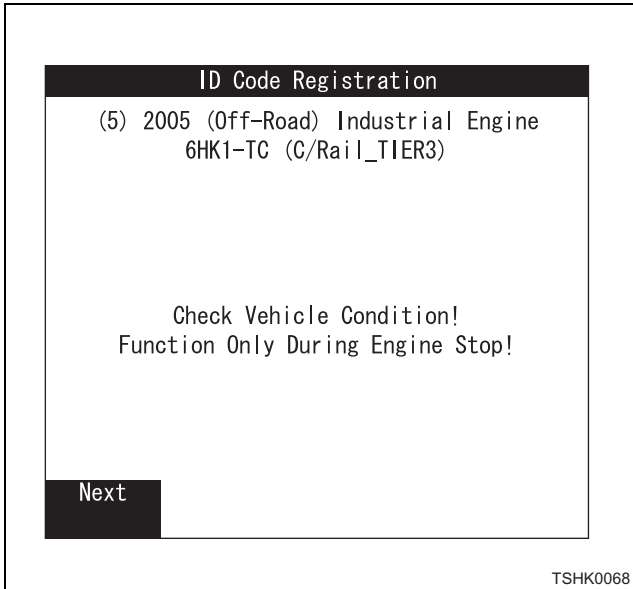 ID Code Registration
(5) 2005 (Off-Road) Industrial Engine
6HK1-TC (C/Rail_TIER3)
Check Vehicle Condition!
Function Only During Engine Stop!
Next
TSHK0068